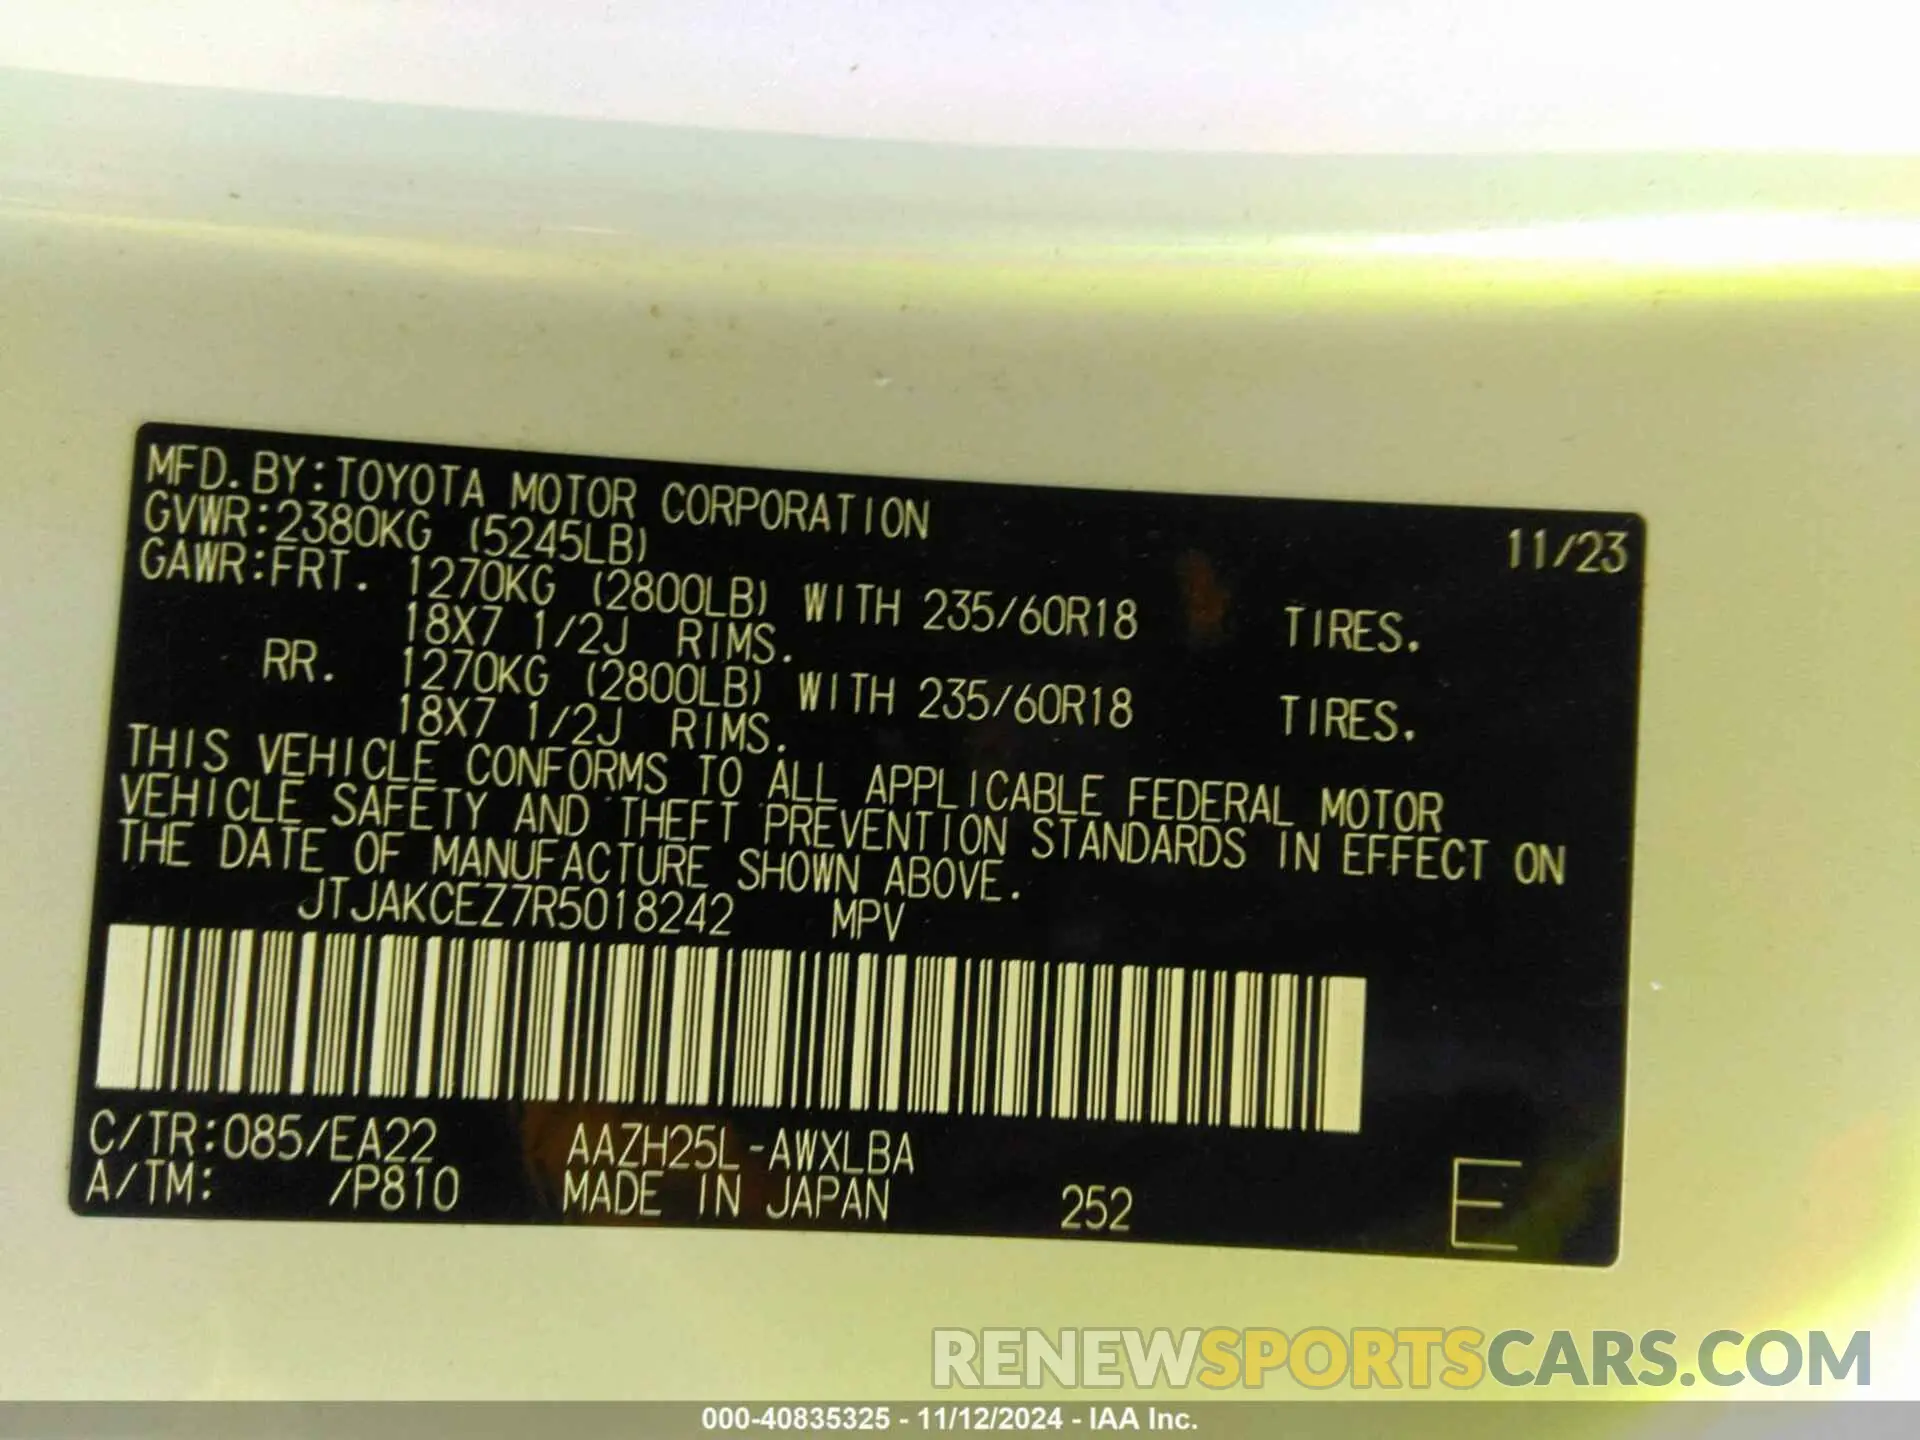 MFD.BY:TOYOTA MOTOR CORPORATION 11/23
GVWR:2380KG (5245LB)
GAWR:FRT. 1270KG (2800LB) WITH 235/60R18 TIRES.
18X7 1/2J RIMS.
RR. 1270KG (2800LB) WITH 235/60R18 TIRES.
18X7 1/2J RIMS.
THIS VEHICLE CONFORMS TO ALL APPLICABLE FEDERAL MOTOR
VEHICLE SAFETY AND THEFT PREVENTION STANDARDS IN EFFECT ON
THE DATE OF MANUFACTURE SHOWN ABOVE.
JTJAKCEZ7R5018242 MPV
C/TR:085/EA22 AAZH25L-AWXLBA
A/TM: /P810 MADE IN JAPAN 252 E
RENEWSPORTSCARS.COM
000-40835325 - 11/12/2024 - IAA Inc.